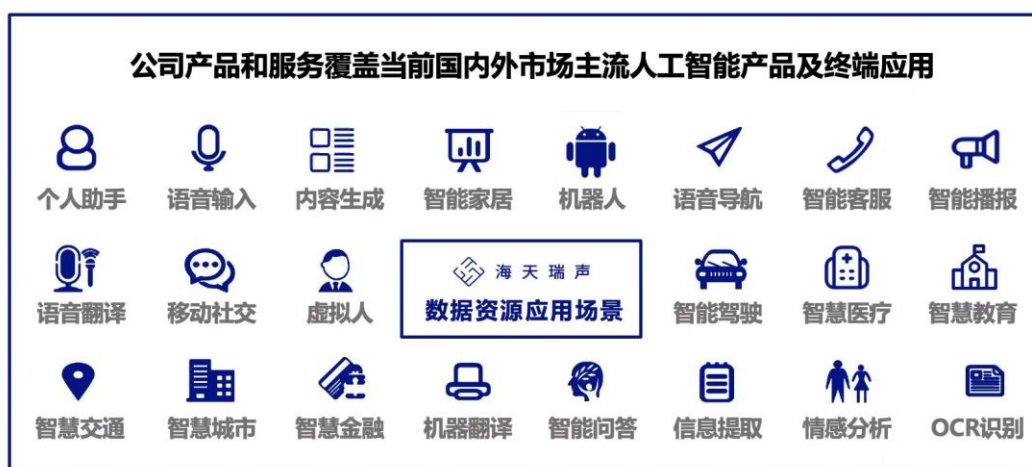 公司产品和服务覆盖当前国内外市场主流人工智能产品及终端应用
个人助手 语音输入 内容生成 智能家居 机器人 语音导航 智能客服 智能播报
海天瑞声
语音翻译 移动社交 虚拟人 数据资源应用场景 智能驾驶 智慧医疗 智慧教育
智慧交通 智慧城市 智慧金融 机器翻译 智能问答 信息提取 情感分析 OCR识别